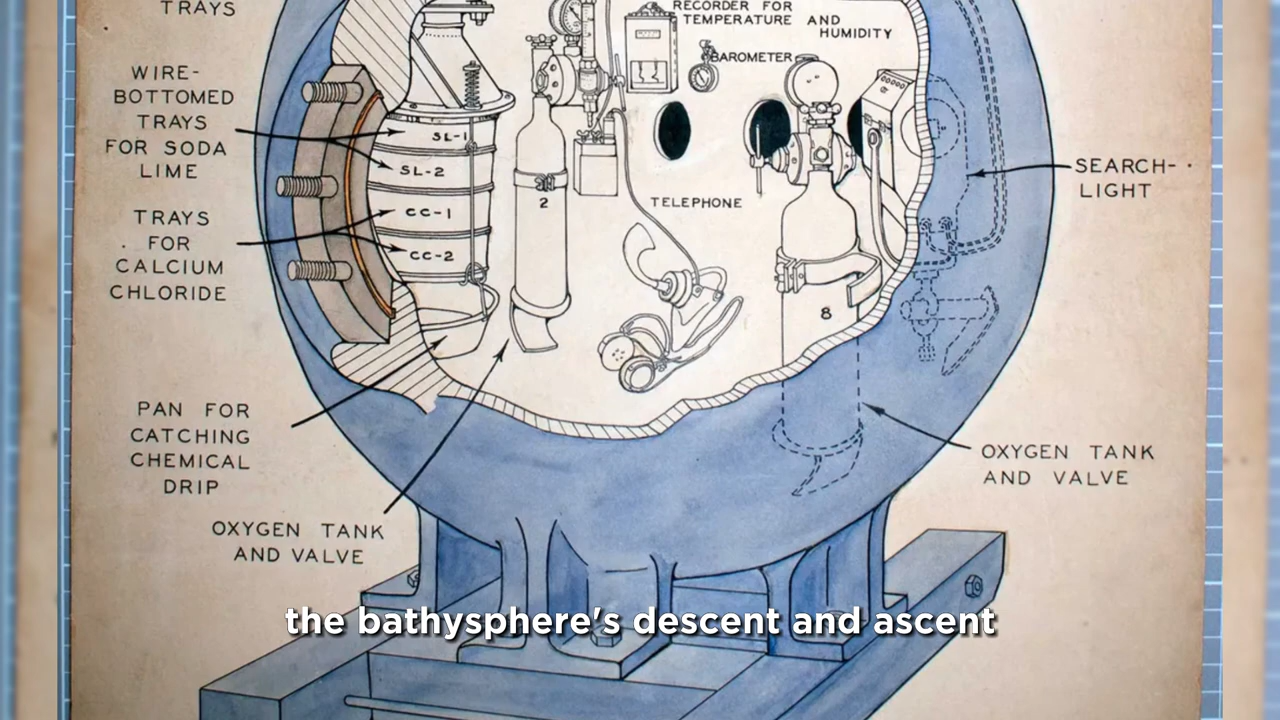 TRAYS
WIRE-
BOTTOMED
TRAYS
FOR SODA
LIME
TRAYS
FOR
CALCIUM
CHLORIDE
PAN FOR
CATCHING
CHEMICAL
DRIP
OXYGEN TANK
AND VALVE
SL-1
SL-2
CC-1
CC-2
2
RECORDER FOR
TEMPERATURE AND
HUMIDITY
BAROMETER
TELEPHONE
8
SEARCH-
LIGHT
OXYGEN TANK
AND VALVE
the bathysphere's descent and ascent